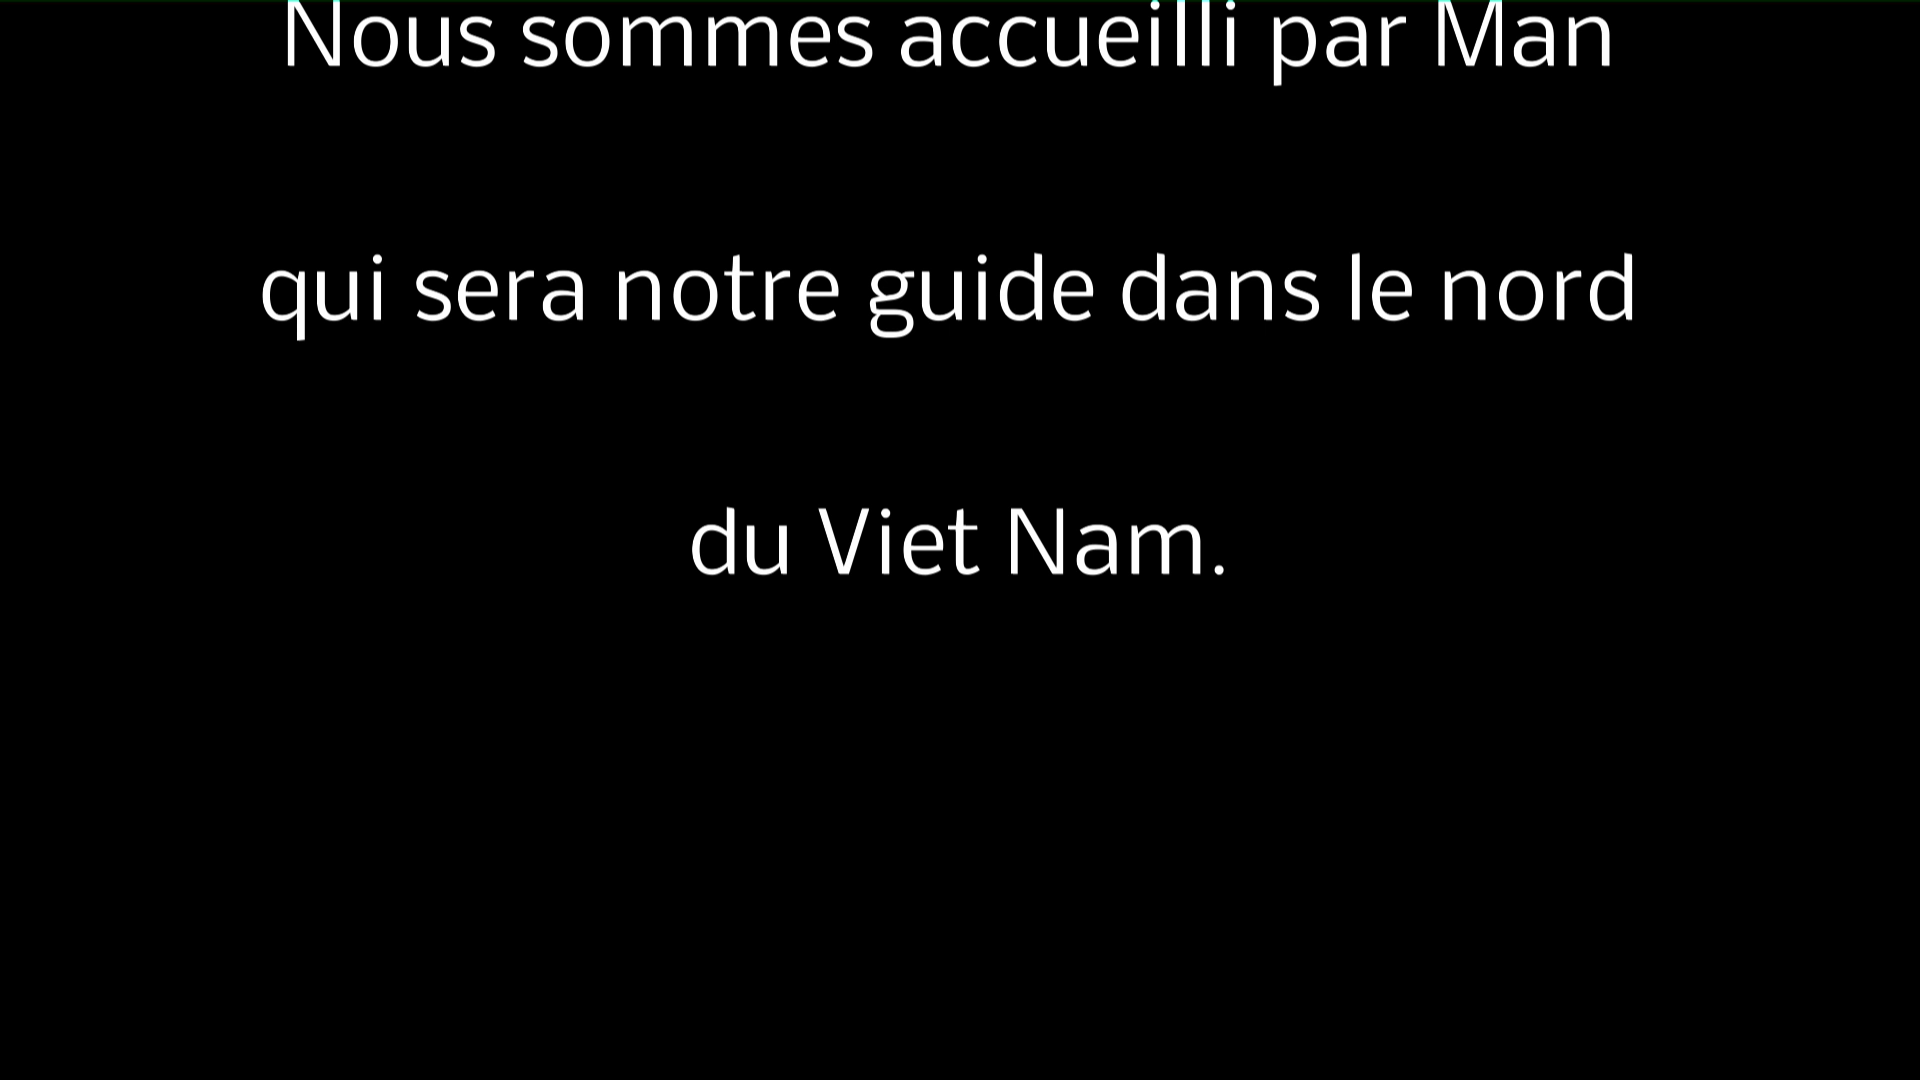 Nous sommes accueilli par Man
qui sera notre guide dans le nord
du Viet Nam.